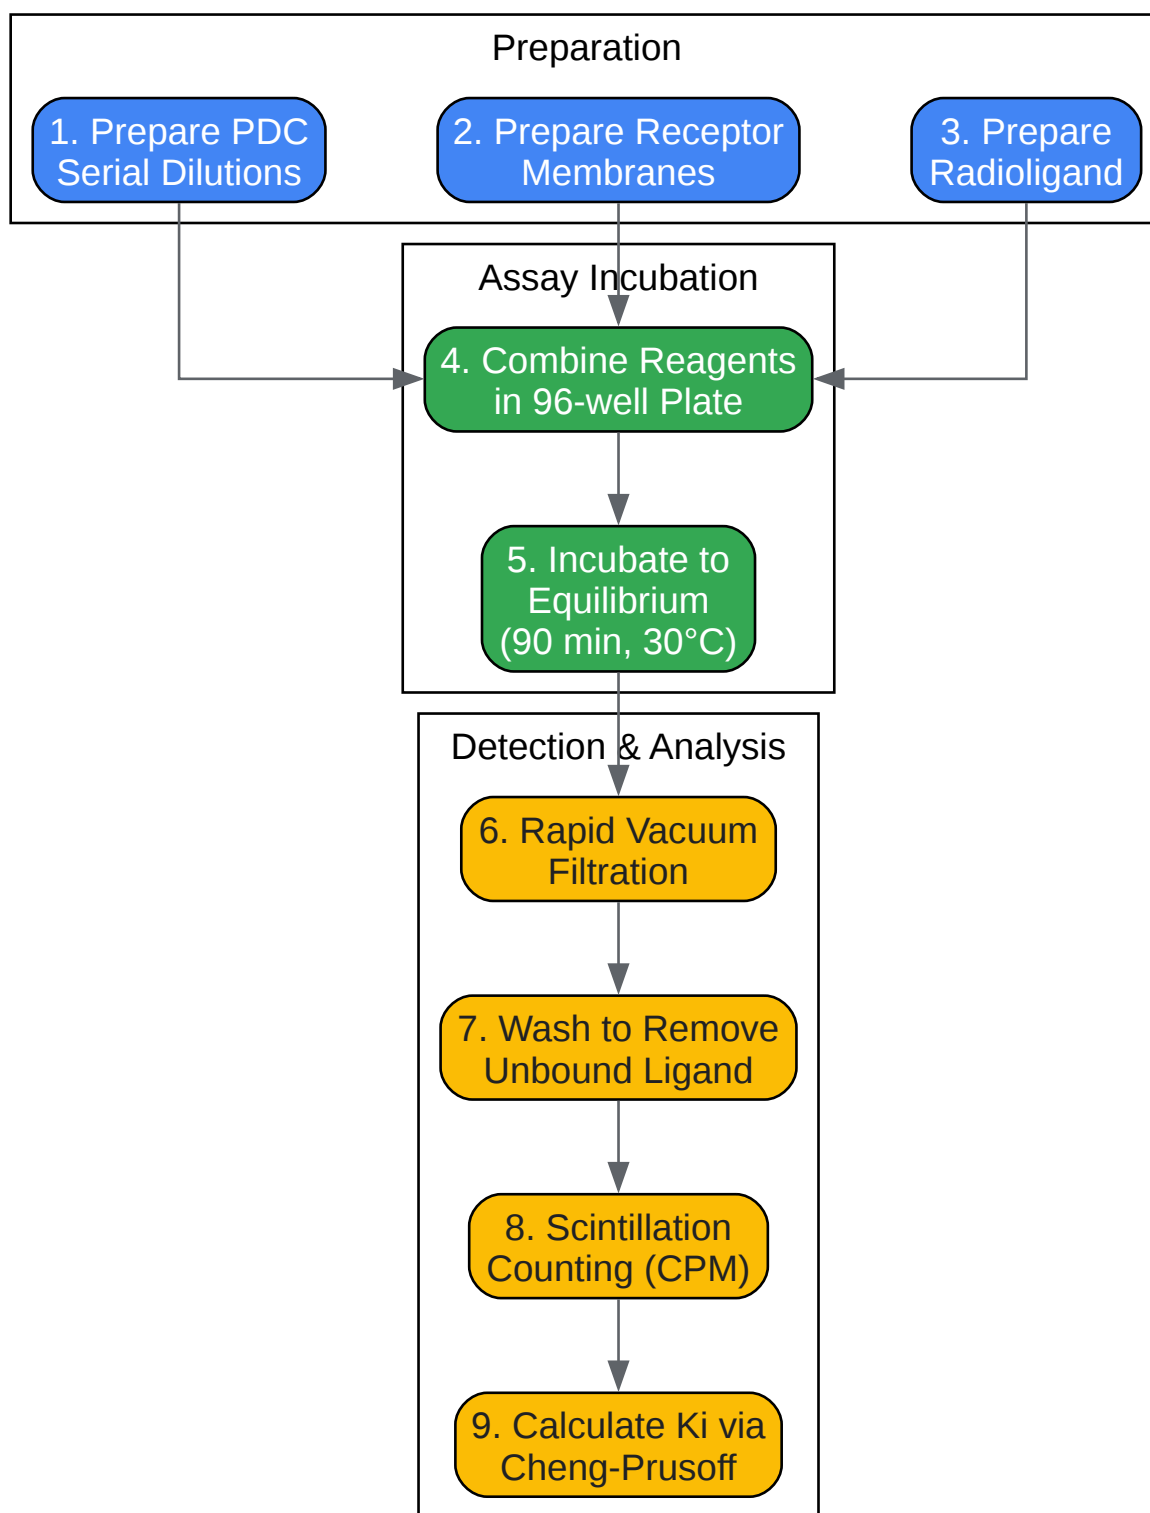 Preparation
1. Prepare PDC
Serial Dilutions
2. Prepare Receptor
Membranes
3. Prepare
Radioligand
Assay Incubation
4. Combine Reagents
in 96-well Plate
5. Incubate to
Equilibrium
(90 min, 30°C)
Detection & Analysis
6. Rapid Vacuum
Filtration
7. Wash to Remove
Unbound Ligand
8. Scintillation
Counting (CPM)
9. Calculate Ki via
Cheng-Prusoff